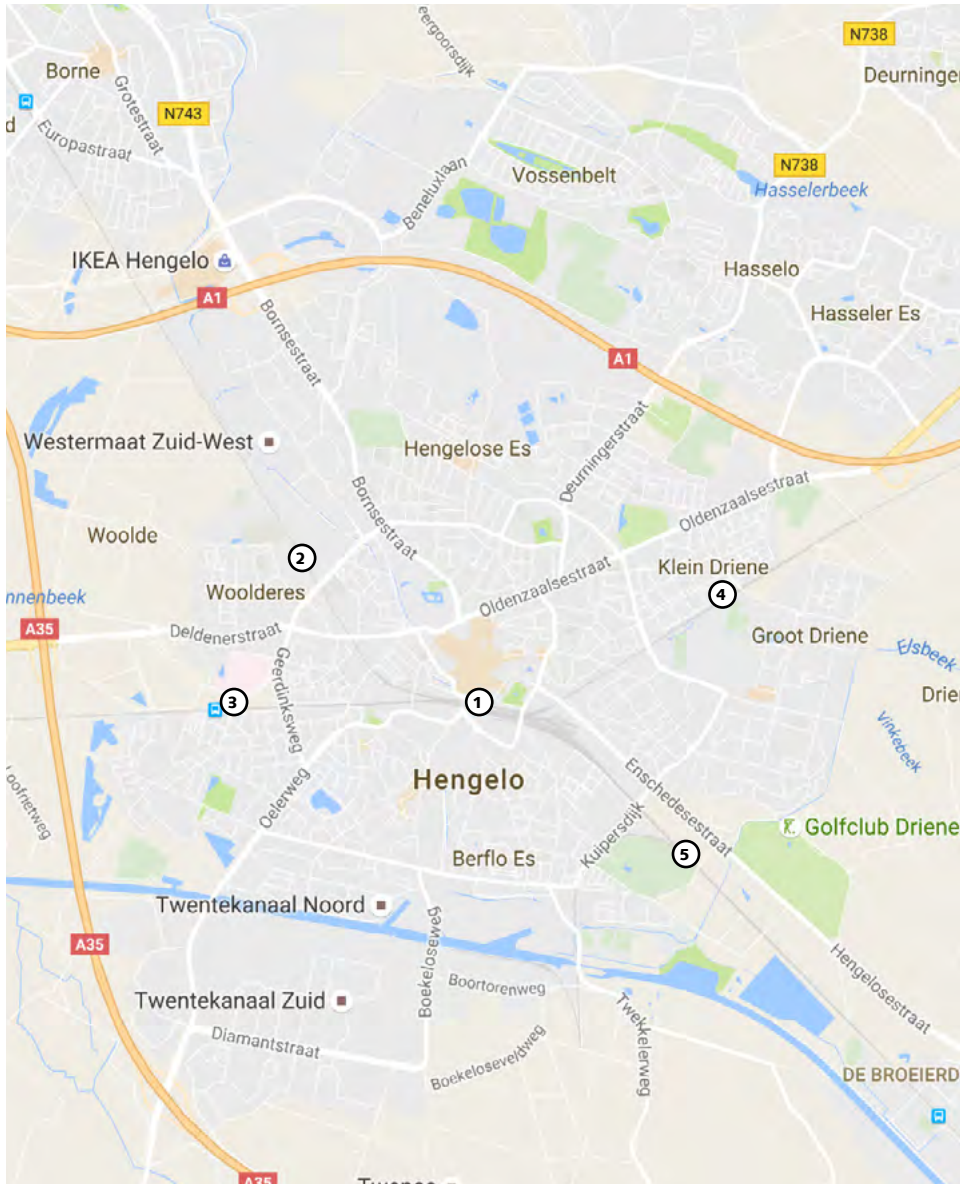 N738
Borne
Deurninge
eergoorsdijk
Grotestraat
N743
d
Europastraat
N738
Vossenbelt
Hasselerbeek
Beneluxlaan
IKEA Hengelo
Hasselo
A1
Hasseler Es
Bornsestraat
A1
Westermaat Zuid-West
Hengelose Es
Deurningerstraat
Bornsestraat
Oldenzaalsestraat
Woolde
2
Klein Driene
Woolderes
Oldenzaalsestraat
4
nnenbeek
A35
Deldenerstraat
Groot Driene
Elsbeek
Geerdinksweg
Drie
3
1
Vinkebeek
Hengelo
Enschedesestraat
Loofrietweg
Oelerweg
Kuipersdijk
Golfclub Driene
5
Berflo Es
Twentekanaal Noord
A35
Boekeloseweg
Hengelosestraat
Boortorenweg
Twentekanaal Zuid
Twekkelerweg
Diamantstraat
Boekeloseveldweg
DE BROEIERD
A35